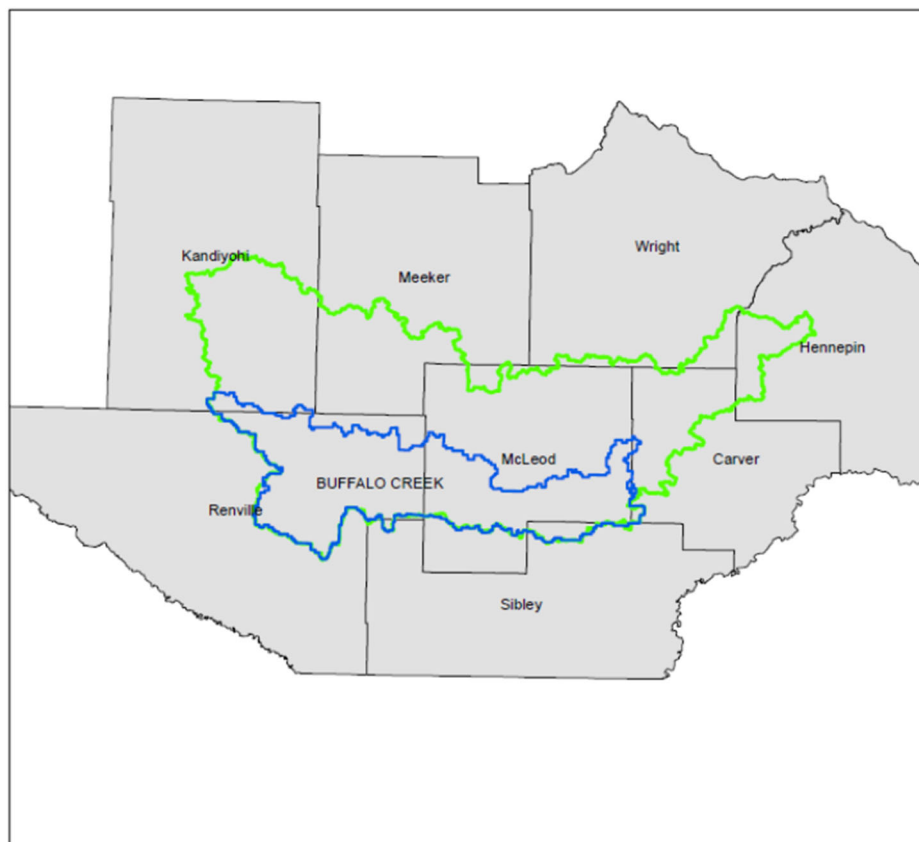 Wright
Kandiyohi
Meeker
Hennepin
McLeod
Carver
BUFFALO CREEK
Renville
Sibley